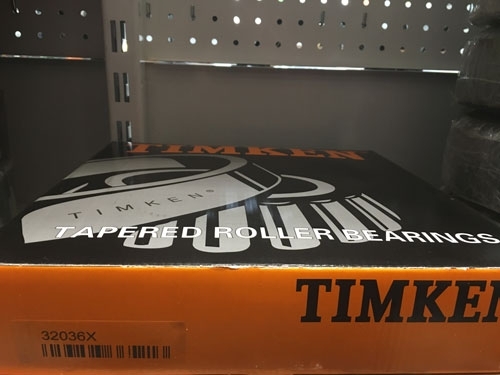 TIMKEN
TIMKEN®
TAPERED ROLLER BEARINGS
TIMKEN
32036X